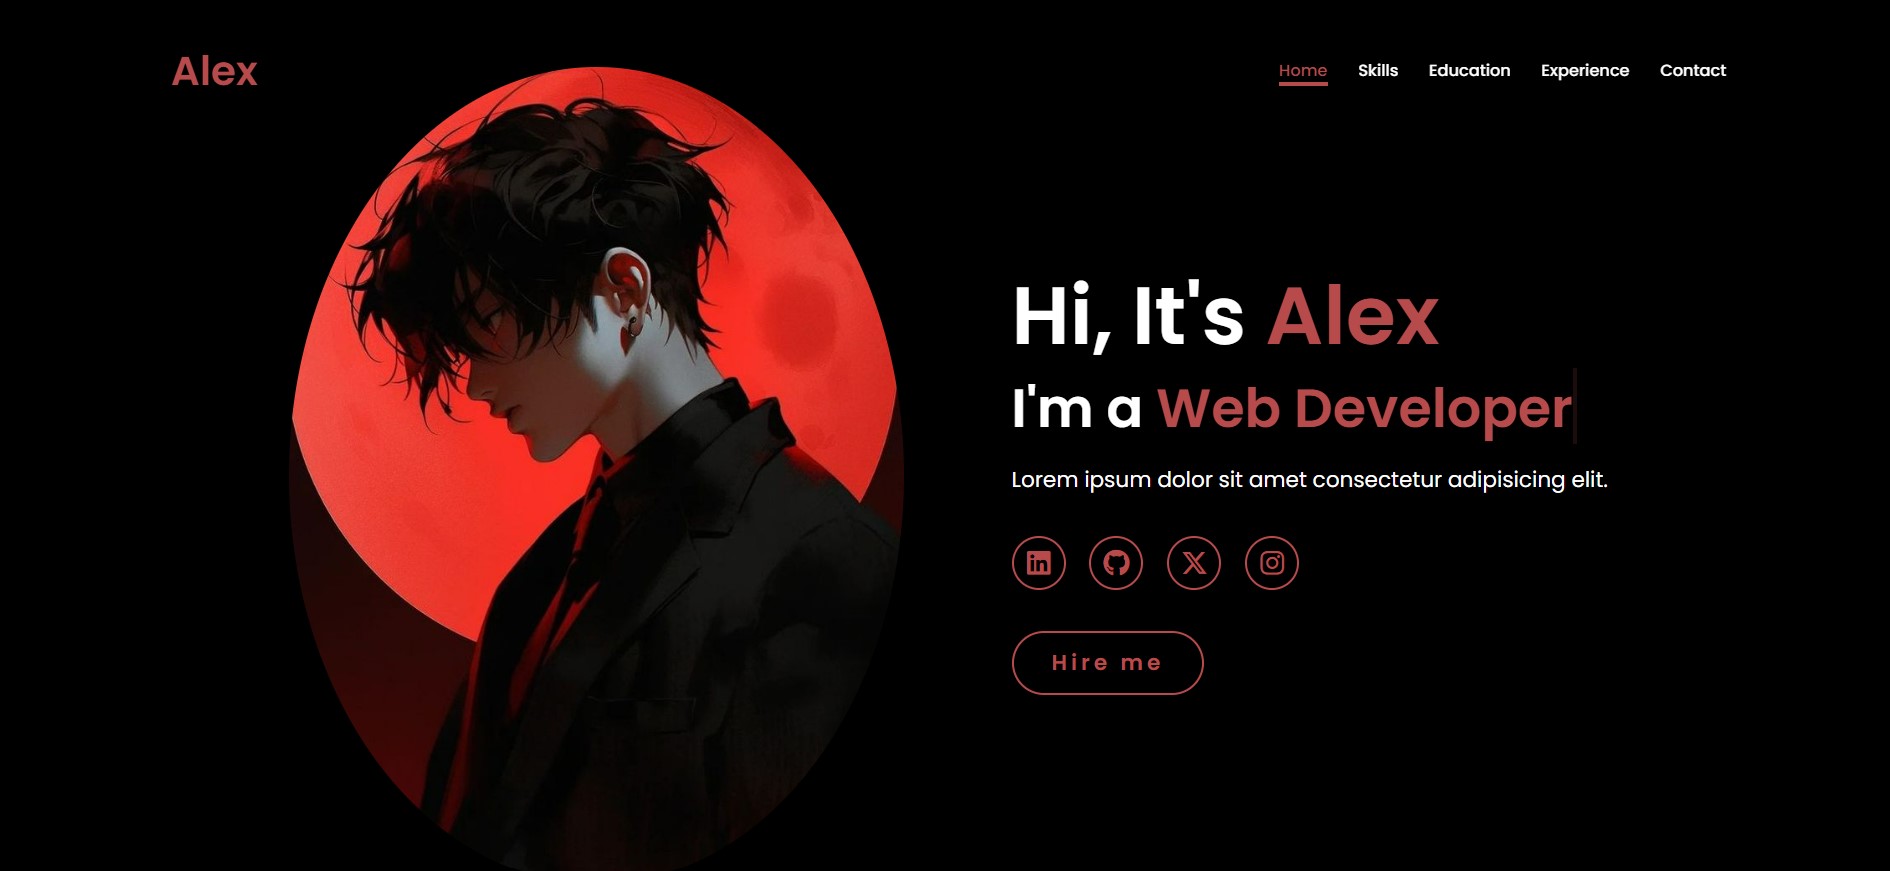 Alex
Home Skills Education Experience Contact
Hi, It's Alex
I'm a Web Developer
Lorem ipsum dolor sit amet consectetur adipisicing elit.
Hire me